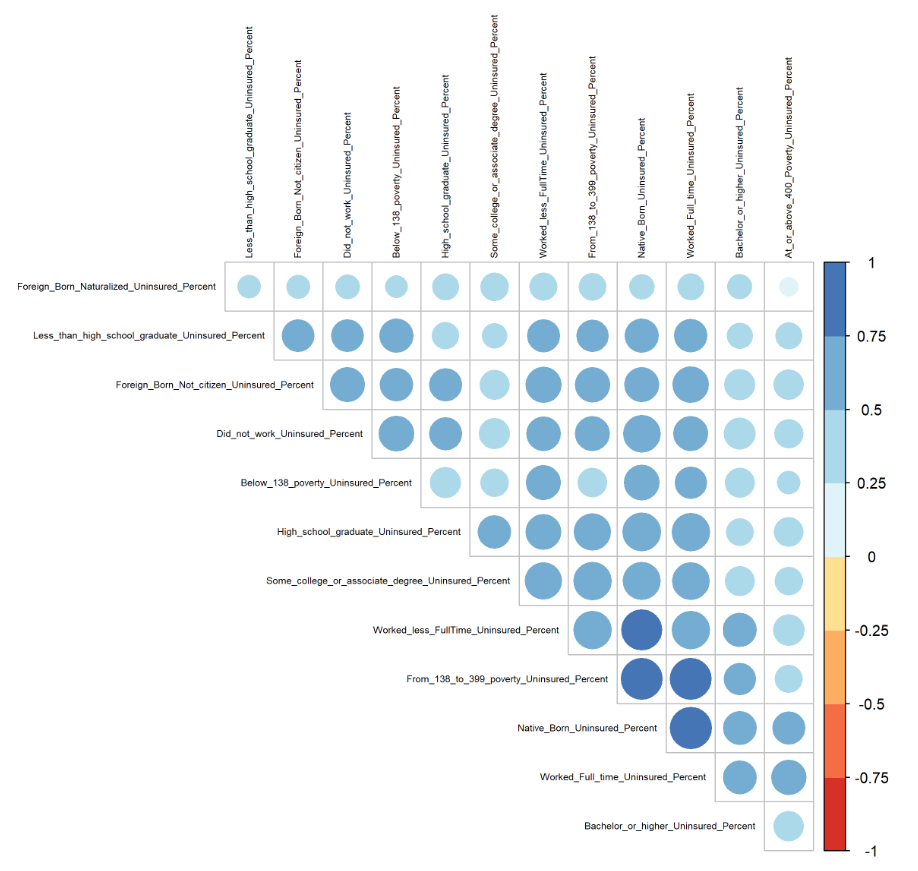 Less_than_high_school_graduate_Uninsured_Percent
Foreign_Born_Not_citizen_Uninsured_Percent
Did_not_work_Uninsured_Percent
Below_138_poverty_Uninsured_Percent
High_school_graduate_Uninsured_Percent
Some_college_or_associate_degree_Uninsured_Percent
Worked_less_FullTime_Uninsured_Percent
From_138_to_399_poverty_Uninsured_Percent
Native_Born_Uninsured_Percent
Worked_Full_time_Uninsured_Percent
Bachelor_or_higher_Uninsured_Percent
At_or_above_400_Poverty_Uninsured_Percent
Foreign_Born_Naturalized_Uninsured_Percent
Less_than_high_school_graduate_Uninsured_Percent
Foreign_Born_Not_citizen_Uninsured_Percent
Did_not_work_Uninsured_Percent
Below_138_poverty_Uninsured_Percent
High_school_graduate_Uninsured_Percent
Some_college_or_associate_degree_Uninsured_Percent
Worked_less_FullTime_Uninsured_Percent
From_138_to_399_poverty_Uninsured_Percent
Native_Born_Uninsured_Percent
Worked_Full_time_Uninsured_Percent
Bachelor_or_higher_Uninsured_Percent
1
0.75
0.5
0.25
0
-0.25
-0.5
-0.75
-1